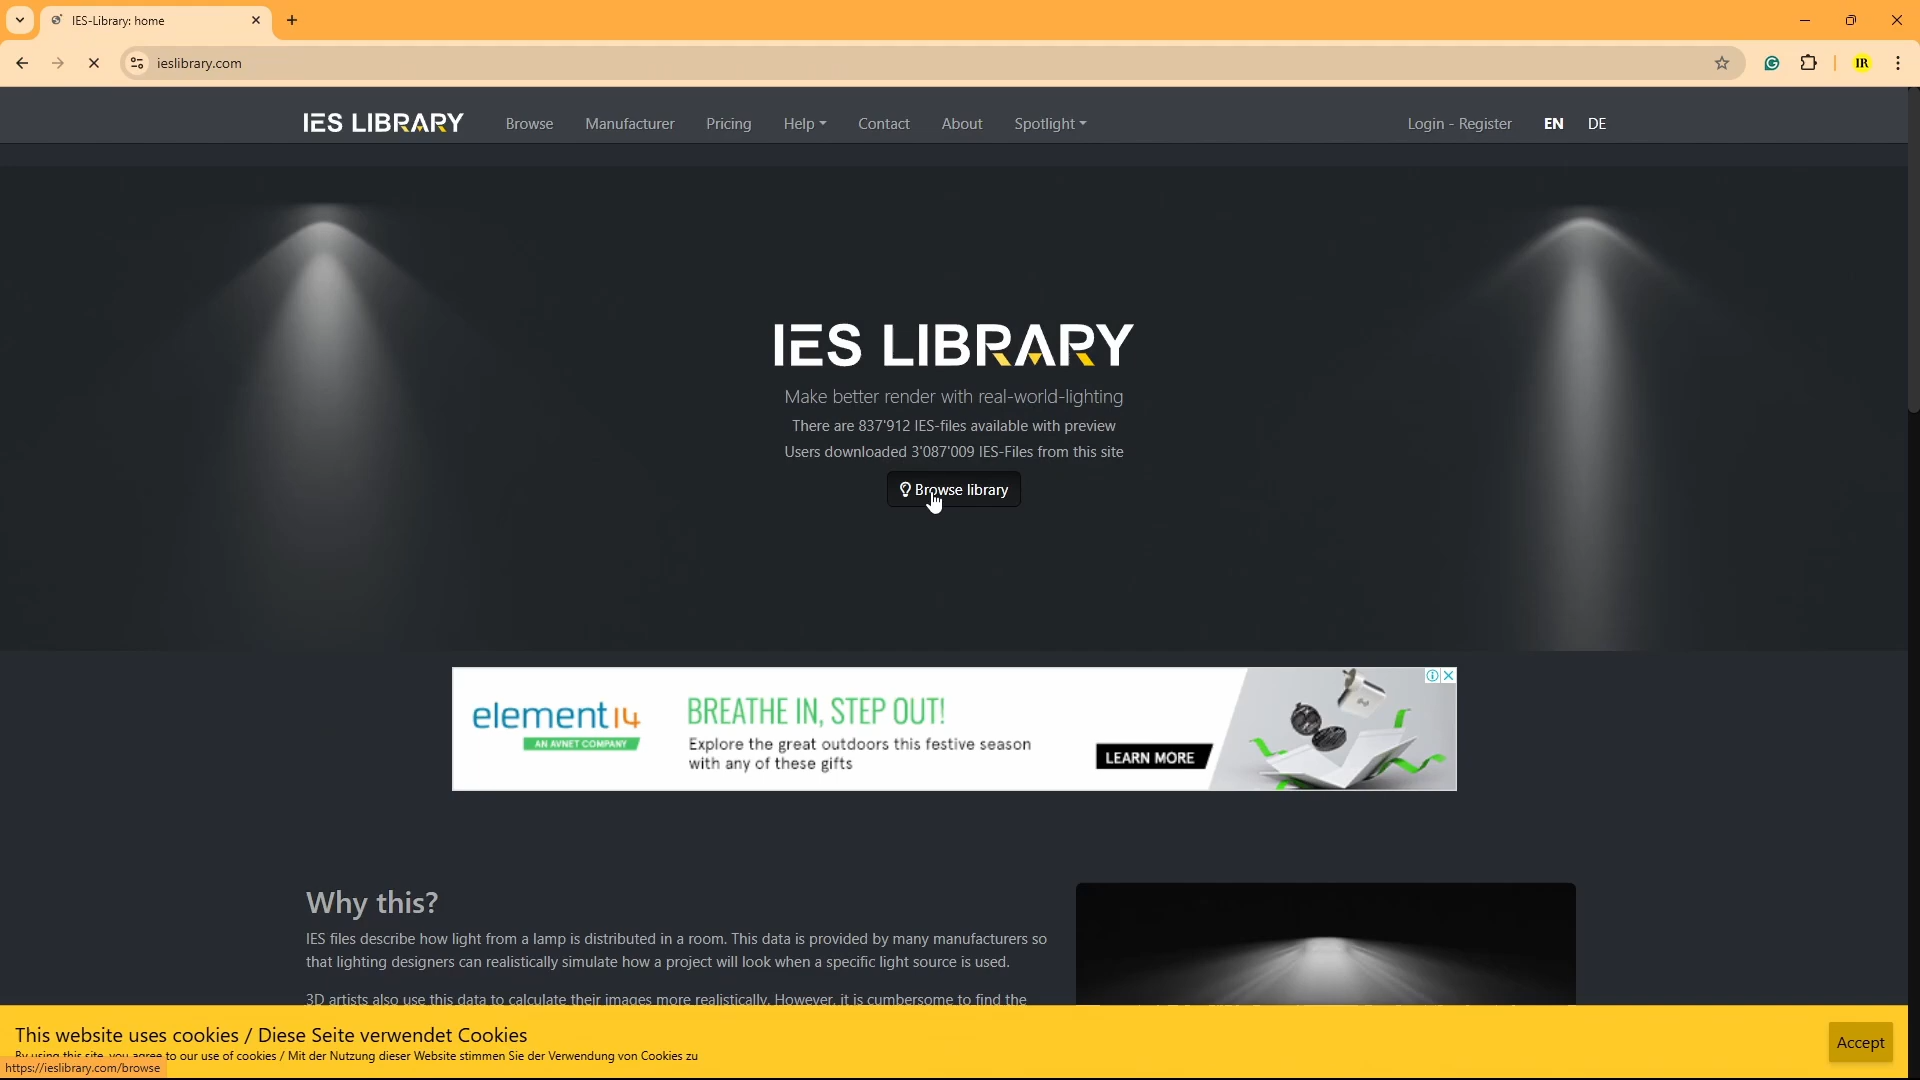 IES-Library: home
ieslibrary.com
IR
IES LIBRARY
Browse
Manufacturer
Pricing
Help
Contact
About
Spotlight
Login - Register
EN
DE
IES LIBRARY
Make better render with real-world-lighting
There are 837'912 IES-files available with preview
Users downloaded 3'087'009 IES-Files from this site
Browse library
element14
AN AVNET COMPANY
BREATHE IN, STEP OUT!
Explore the great outdoors this festive season
with any of these gifts
LEARN MORE
Why this?
IES files describe how light from a lamp is distributed in a room. This data is provided by many manufacturers so
that lighting designers can realistically simulate how a project will look when a specific light source is used.
3D artists also use this data to calculate their images more realistically. However, it is cumbersome to find the
This website uses cookies / Diese Seite verwendet Cookies
By using this site, you agree to our use of cookies / Mit der Nutzung dieser Website stimmen Sie der Verwendung von Cookies zu
Accept
https://ieslibrary.com/browse